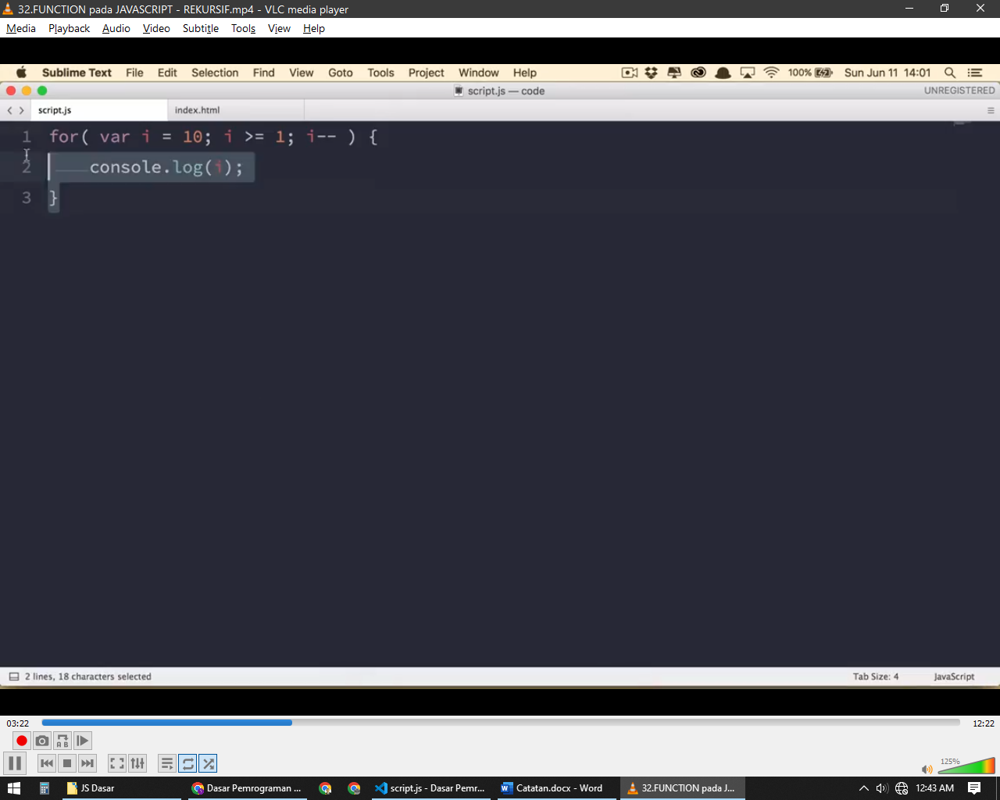 32.FUNCTION pada JAVASCRIPT - REKURSIF.mp4 - VLC media player
Media Playback Audio Video Subtitle Tools View Help
Sublime Text File Edit Selection Find View Goto Tools Project Window Help 100% Sun Jun 11 14:01
script.js — code UNREGISTERED
script.js index.html
1 for( var i = 10; i >= 1; i-- ) {
2 console.log(i);
3 }
2 lines, 18 characters selected Tab Size: 4 JavaScript
03:22 12:22
A B
125%
JS Dasar Dasar Pemrograman ... script.js - Dasar Pemr... Catatan.docx - Word 32.FUNCTION pada J... 12:43 AM